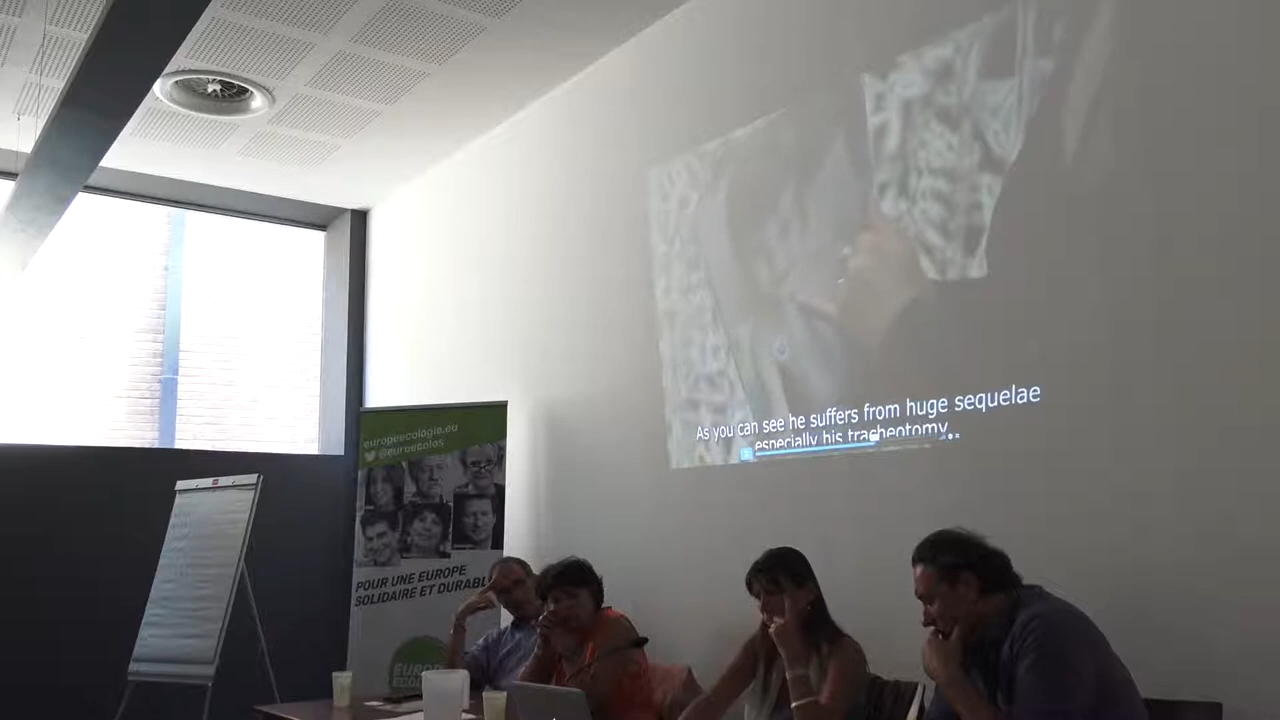 As you can see he suffers from huge sequelae
especially his tracheotomy.
europeecologie.eu
@euroecolos
POUR UNE EUROPE
SOLIDAIRE ET DURABLE